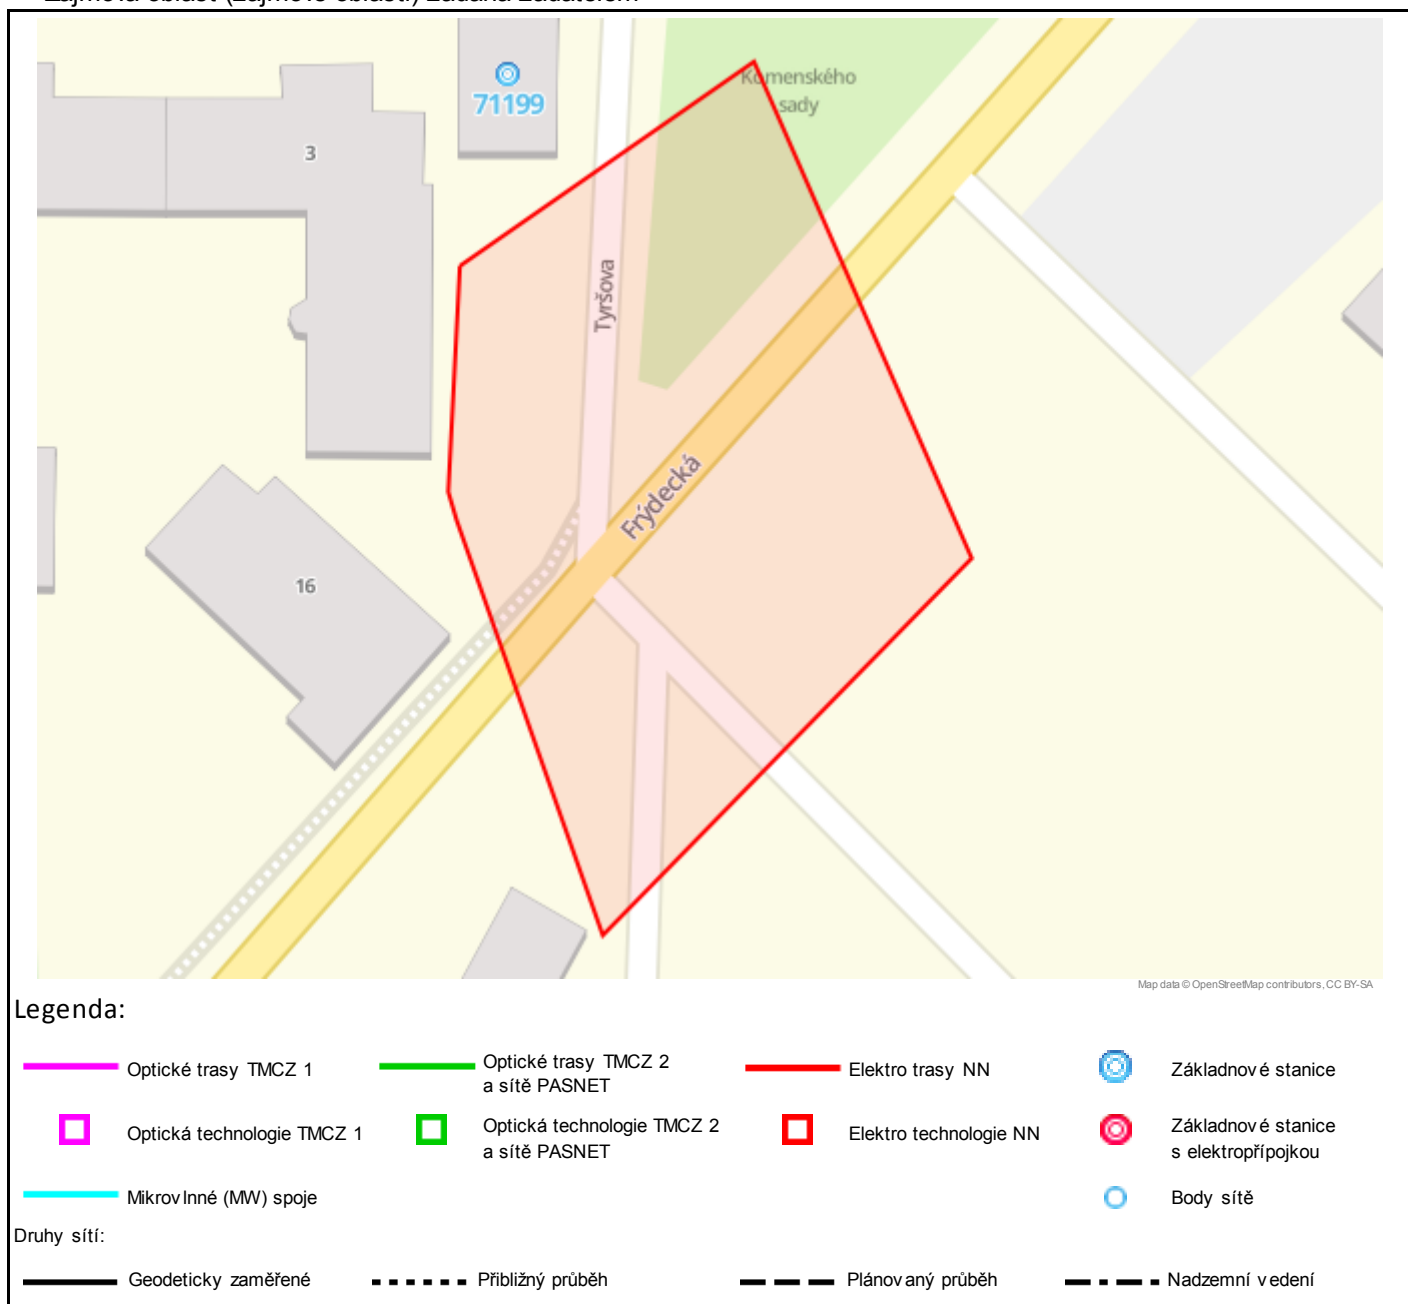 Komenského
sady
71199
3
Tyršova
Frýdecká
16
Map data © OpenStreetMap contributors, CC BY-SA
Legenda:
Optické trasy TMCZ 1
Optické trasy TMCZ 2
a sítě PASNET
Elektro trasy NN
Základnové stanice
Optická technologie TMCZ 1
Optická technologie TMCZ 2
a sítě PASNET
Elektro technologie NN
Základnové stanice
s elektropřípojkou
Mikrovlnné (MW) spoje
Body sítě
Druhy sítí:
Geodeticky zaměřené
Přibližný průběh
Plánovaný průběh
Nadzemní vedení